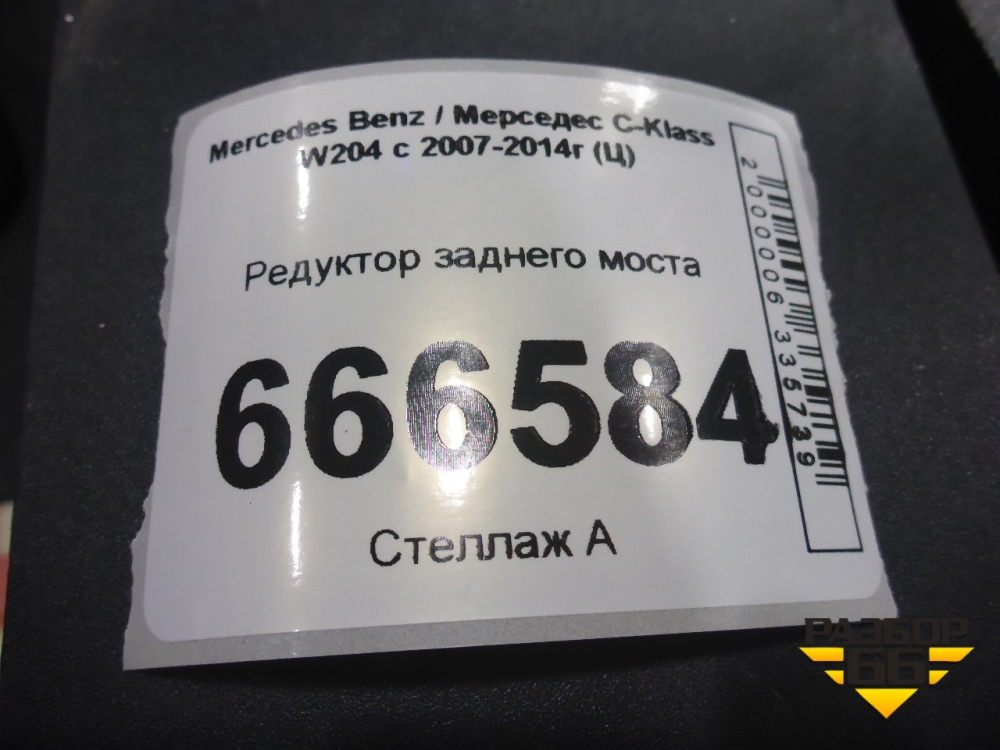 Mercedes Benz / Мерседес C-Klass
W204 с 2007-2014г (Ц)
Редуктор заднего моста
666584
Стеллаж А
2000006335739
РАЗБОР
66